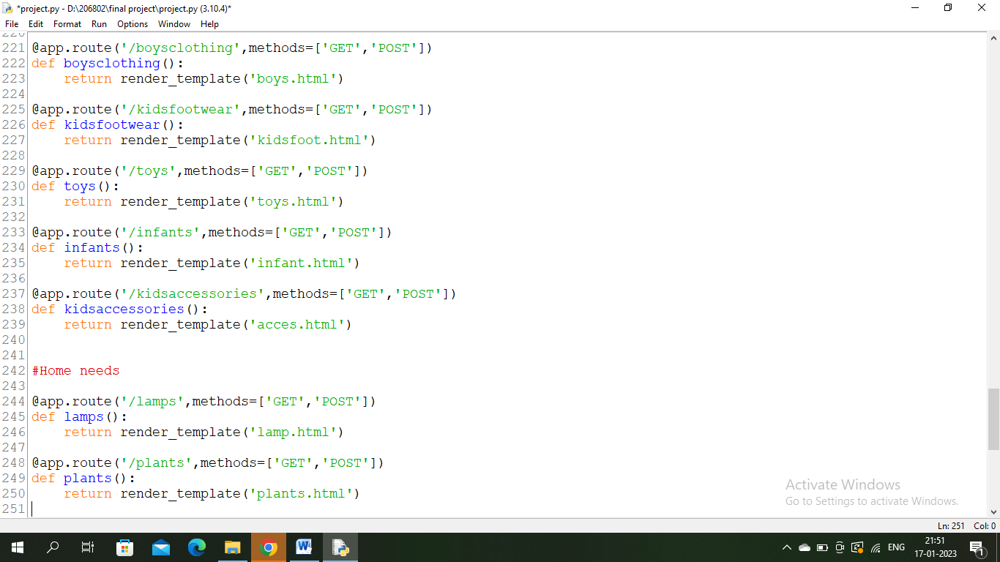 *project.py - D:\206802\final project\project.py (3.10.4)*
File Edit Format Run Options Window Help
220
221 @app.route('/boysclothing',methods=['GET','POST'])
222 def boysclothing():
223     return render_template('boys.html')
224
225 @app.route('/kidsfootwear',methods=['GET','POST'])
226 def kidsfootwear():
227     return render_template('kidsfoot.html')
228
229 @app.route('/toys',methods=['GET','POST'])
230 def toys():
231     return render_template('toys.html')
232
233 @app.route('/infants',methods=['GET','POST'])
234 def infants():
235     return render_template('infant.html')
236
237 @app.route('/kidsaccessories',methods=['GET','POST'])
238 def kidsaccessories():
239     return render_template('acces.html')
240
241
242 #Home needs
243
244 @app.route('/lamps',methods=['GET','POST'])
245 def lamps():
246     return render_template('lamp.html')
247
248 @app.route('/plants',methods=['GET','POST'])
249 def plants():
250     return render_template('plants.html')
251
Activate Windows
Go to Settings to activate Windows.
Ln: 251 Col: 0
ENG
21:51
17-01-2023
1